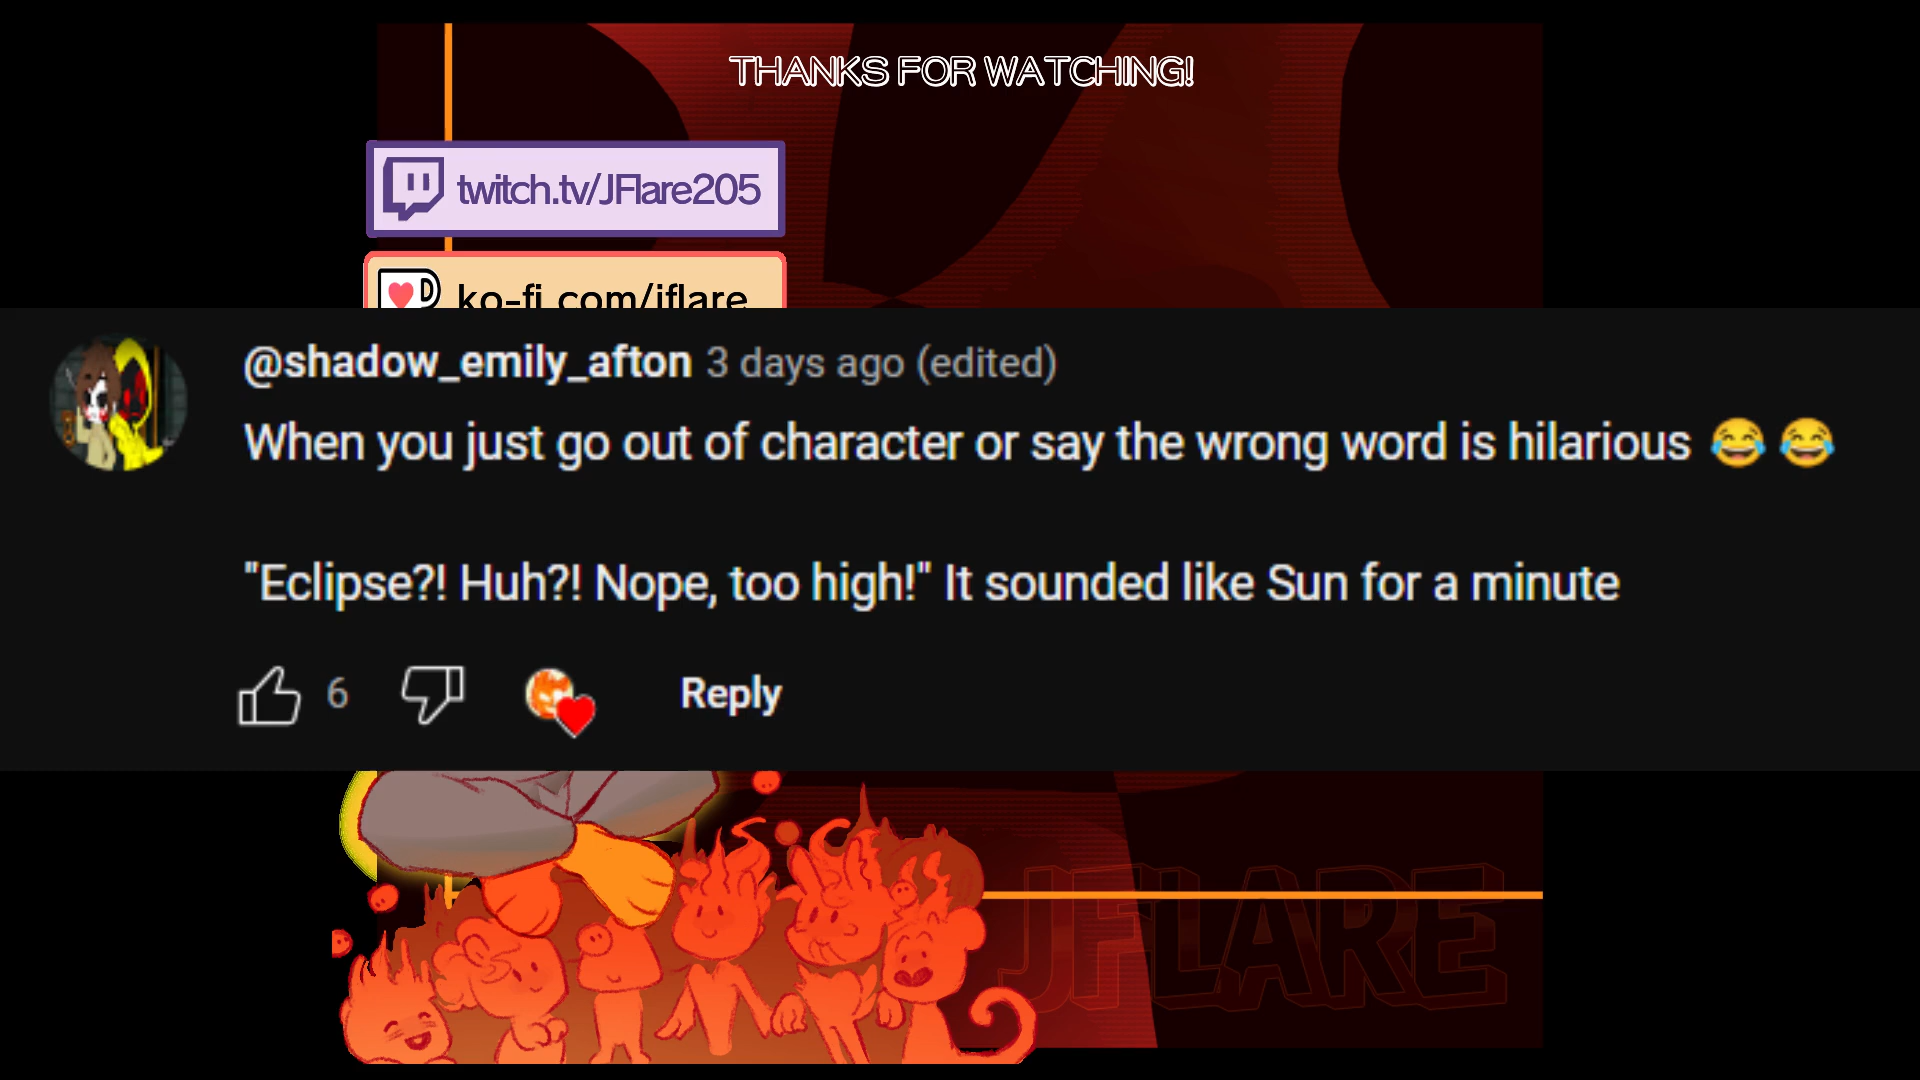 THANKS FOR WATCHING!
twitch.tv/JFlare205
ko-fi.com/jflare
@shadow_emily_afton 3 days ago (edited)
When you just go out of character or say the wrong word is hilarious 😂 😂
"Eclipse?! Huh?! Nope, too high!" It sounded like Sun for a minute
6 Reply
JFLARE